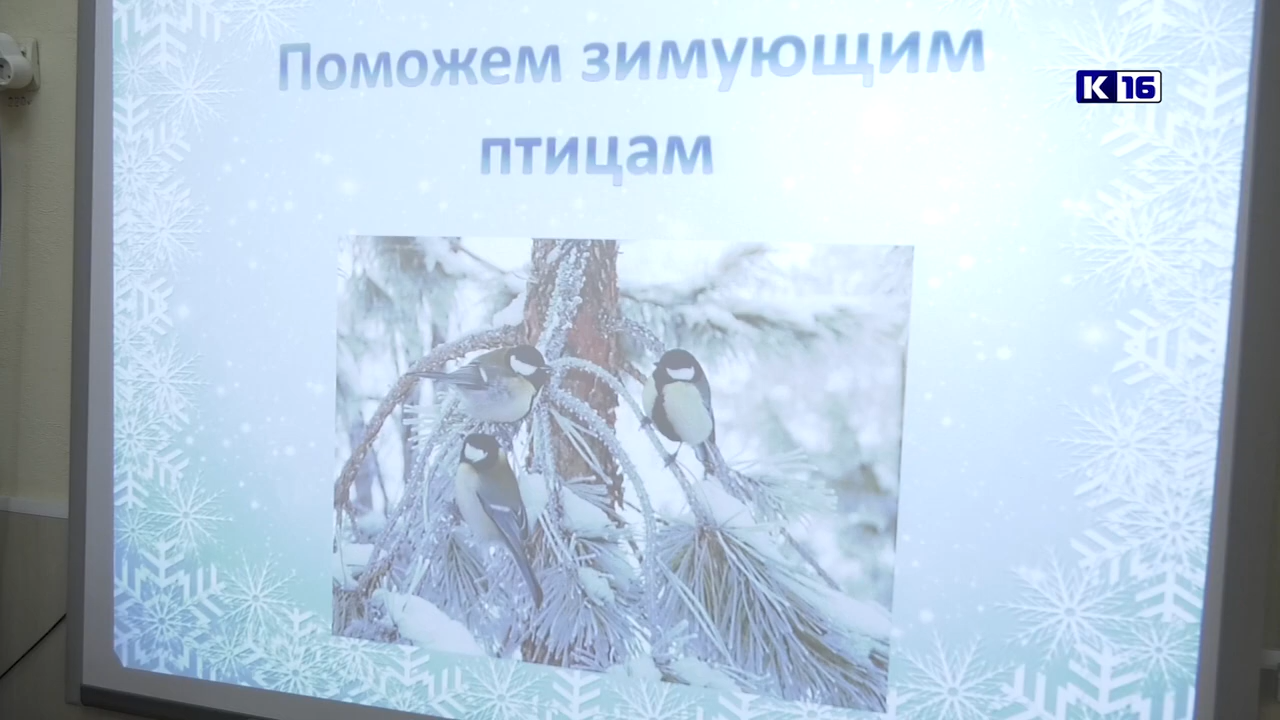 Поможем зимующим
птицам
К 16